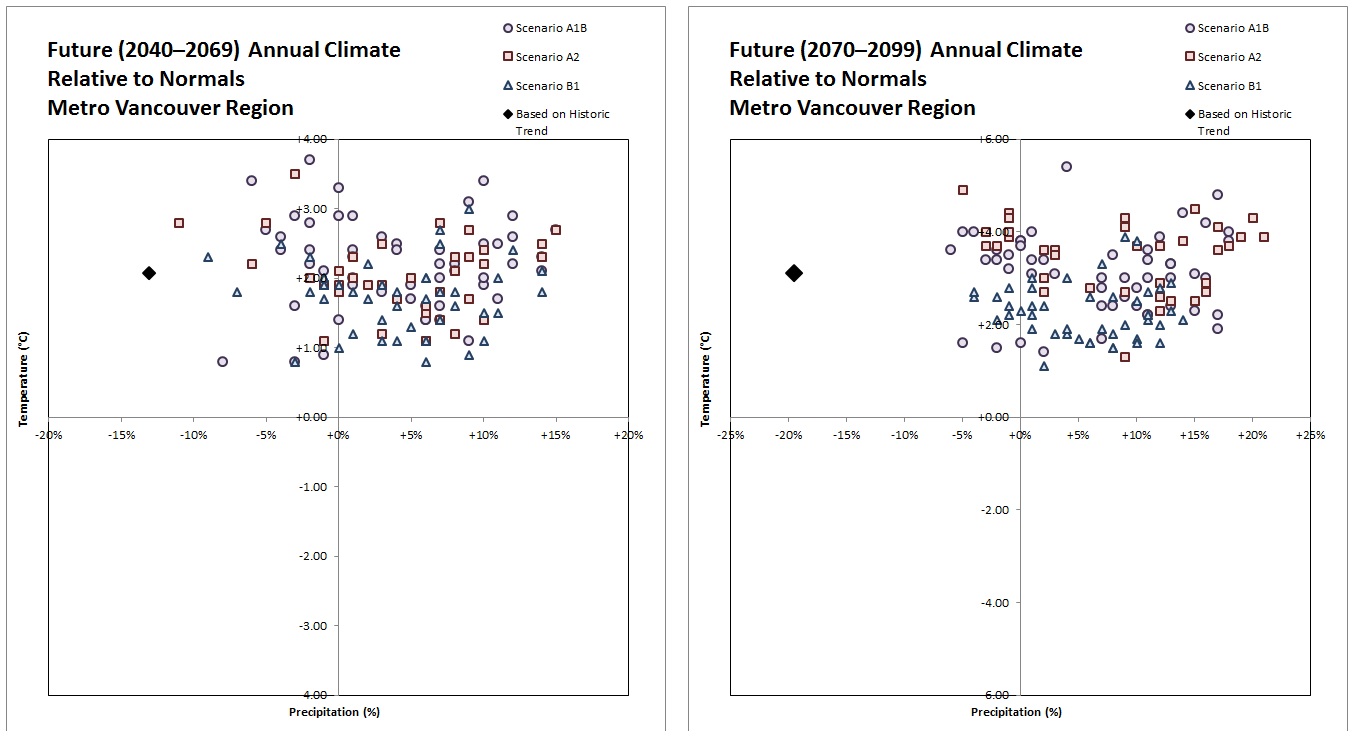 Future (2040–2069) Annual Climate
Relative to Normals
Metro Vancouver Region
Scenario A1B
Scenario A2
Scenario B1
Based on Historic
Trend
+4.00
+3.00
+2.00
+1.00
+0.00
-20%
-15%
-10%
-5%
+0%
+5%
+10%
+15%
+20%
-1.00
-2.00
-3.00
-4.00
Temperature (°C)
Precipitation (%)
Future (2070–2099) Annual Climate
Relative to Normals
Metro Vancouver Region
Scenario A1B
Scenario A2
Scenario B1
Based on Historic
Trend
+6.00
+4.00
+2.00
+0.00
-25%
-20%
-15%
-10%
-5%
+0%
+5%
+10%
+15%
+20%
+25%
-2.00
-4.00
-6.00
Temperature (°C)
Precipitation (%)